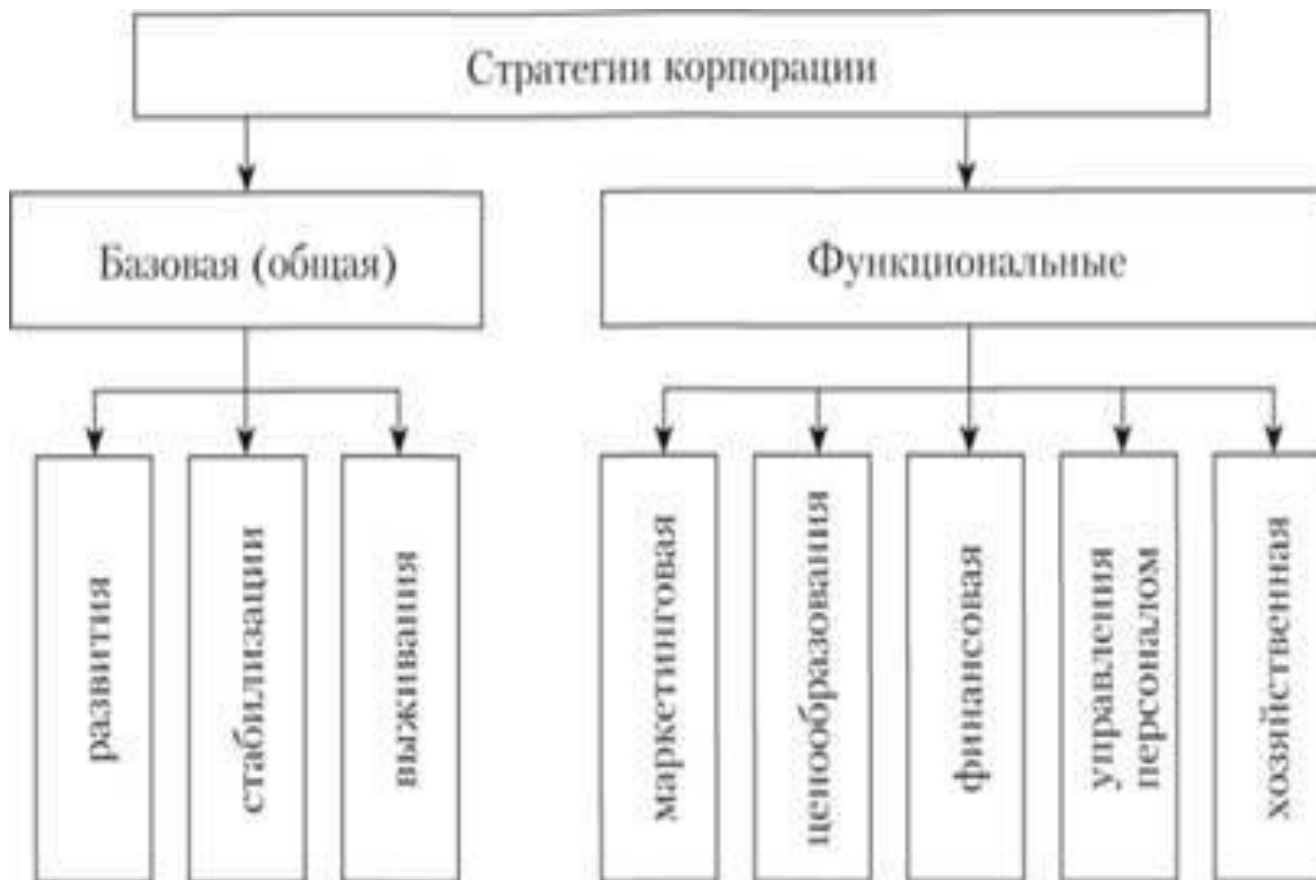 Стратегии корпорации
Базовая (общая)
Функциональные
развития
стабилизации
выживания
маркетинговая
ценообразования
финансовая
управления
персоналом
хозяйственная